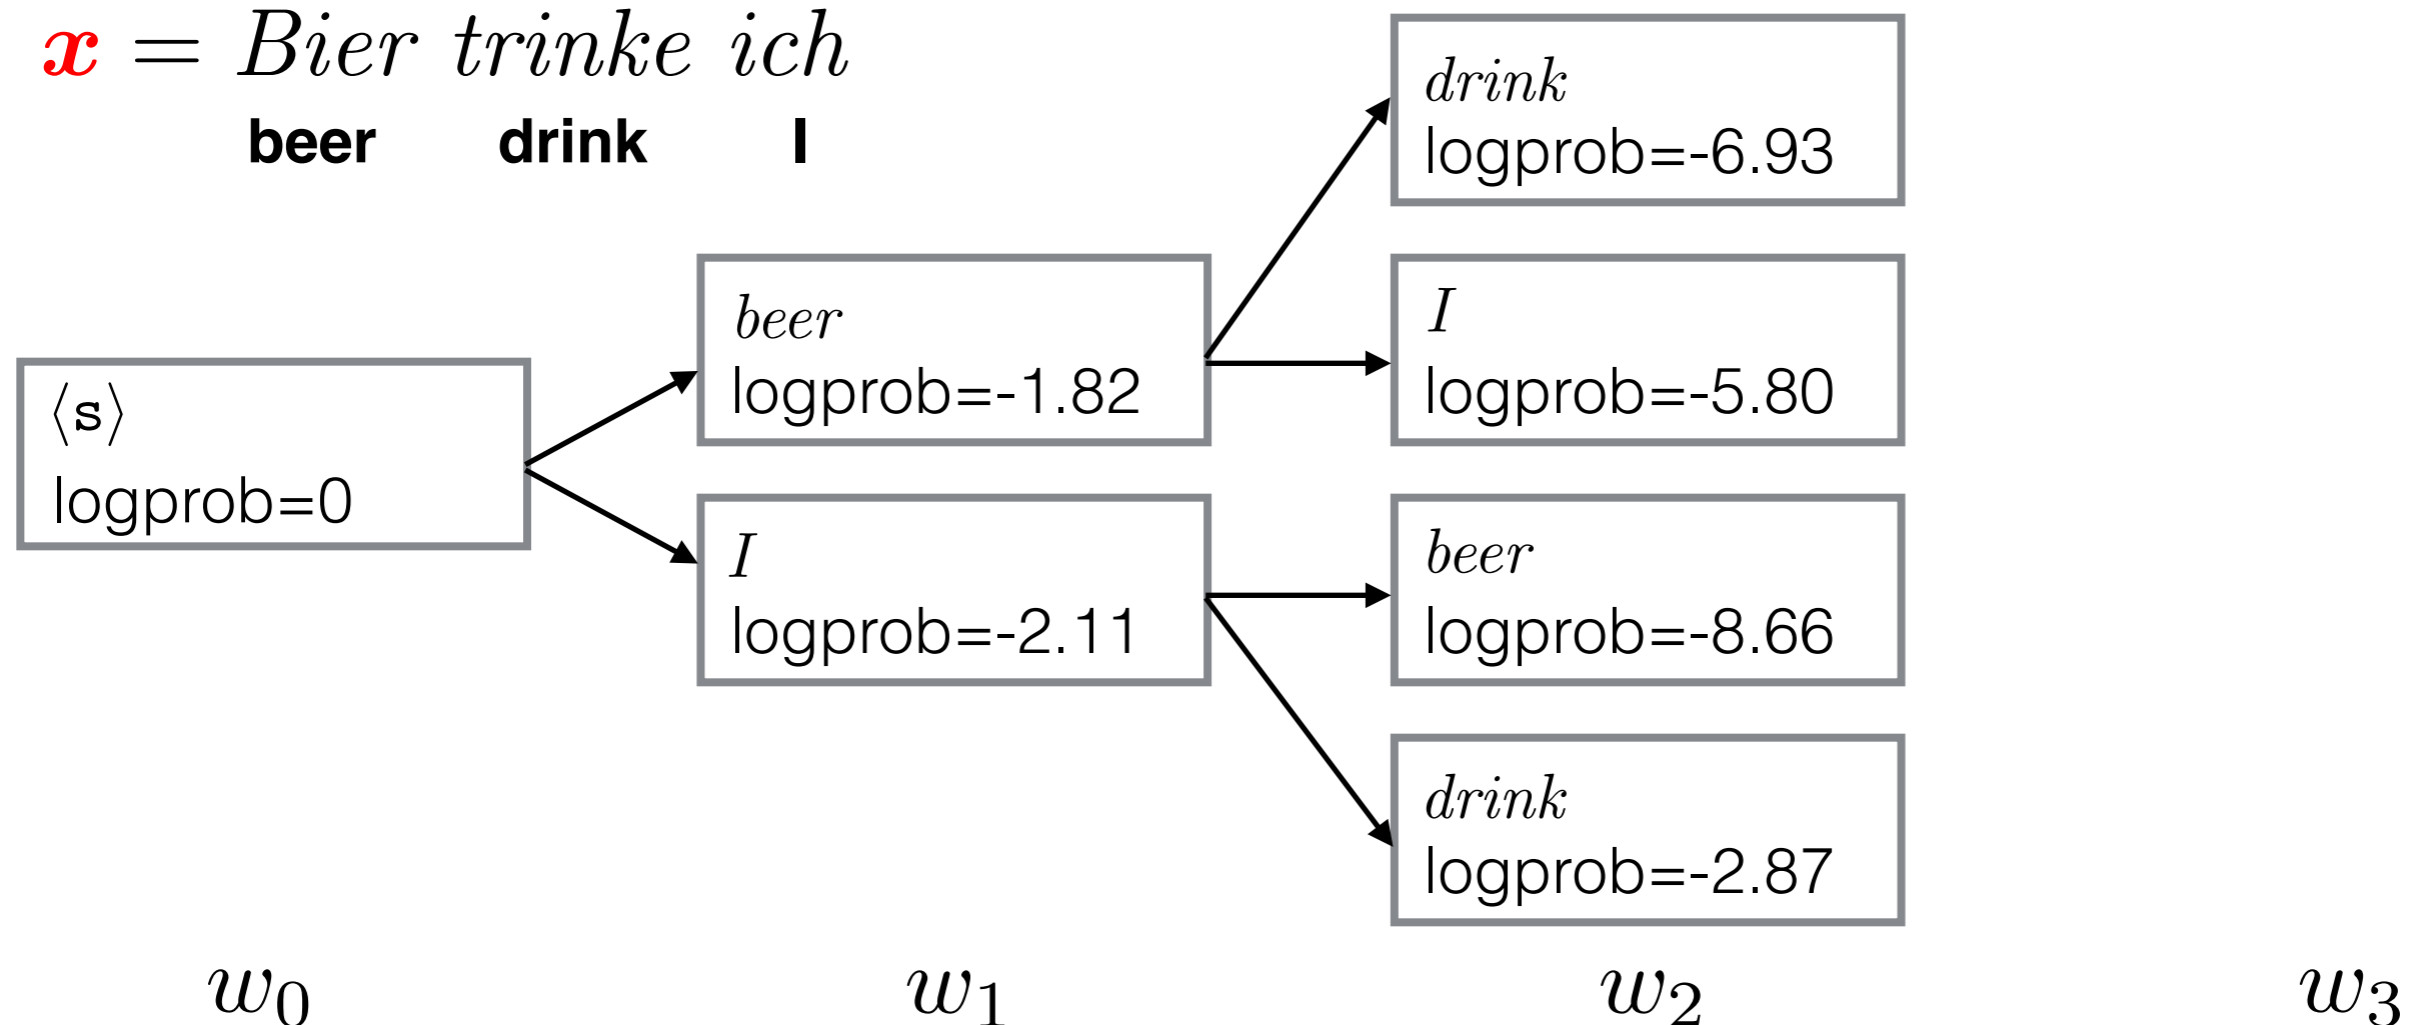 x = Bier trinke ich
beer drink I
⟨s⟩
logprob=0
beer
logprob=-1.82
I
logprob=-2.11
drink
logprob=-6.93
I
logprob=-5.80
beer
logprob=-8.66
drink
logprob=-2.87
w₀ w₁ w₂ w₃